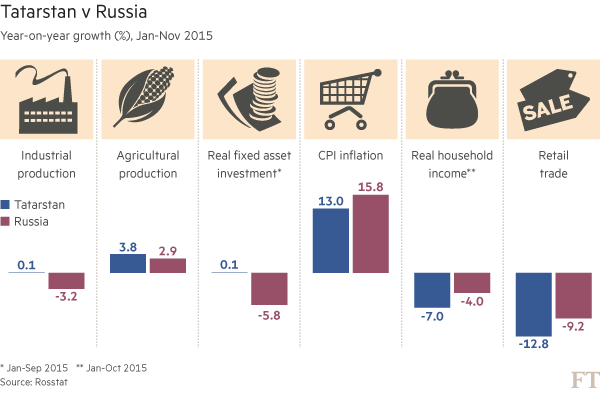 Tatarstan v Russia
Year-on-year growth (%), Jan-Nov 2015
SALE
Industrial
production
Agricultural
production
Real fixed asset
investment*
CPI inflation
Real household
income**
Retail
trade
Tatarstan
Russia
0.1
-3.2
3.8
2.9
0.1
-5.8
13.0
15.8
-7.0
-4.0
-12.8
-9.2
* Jan-Sep 2015 ** Jan-Oct 2015
Source: Rosstat
FT